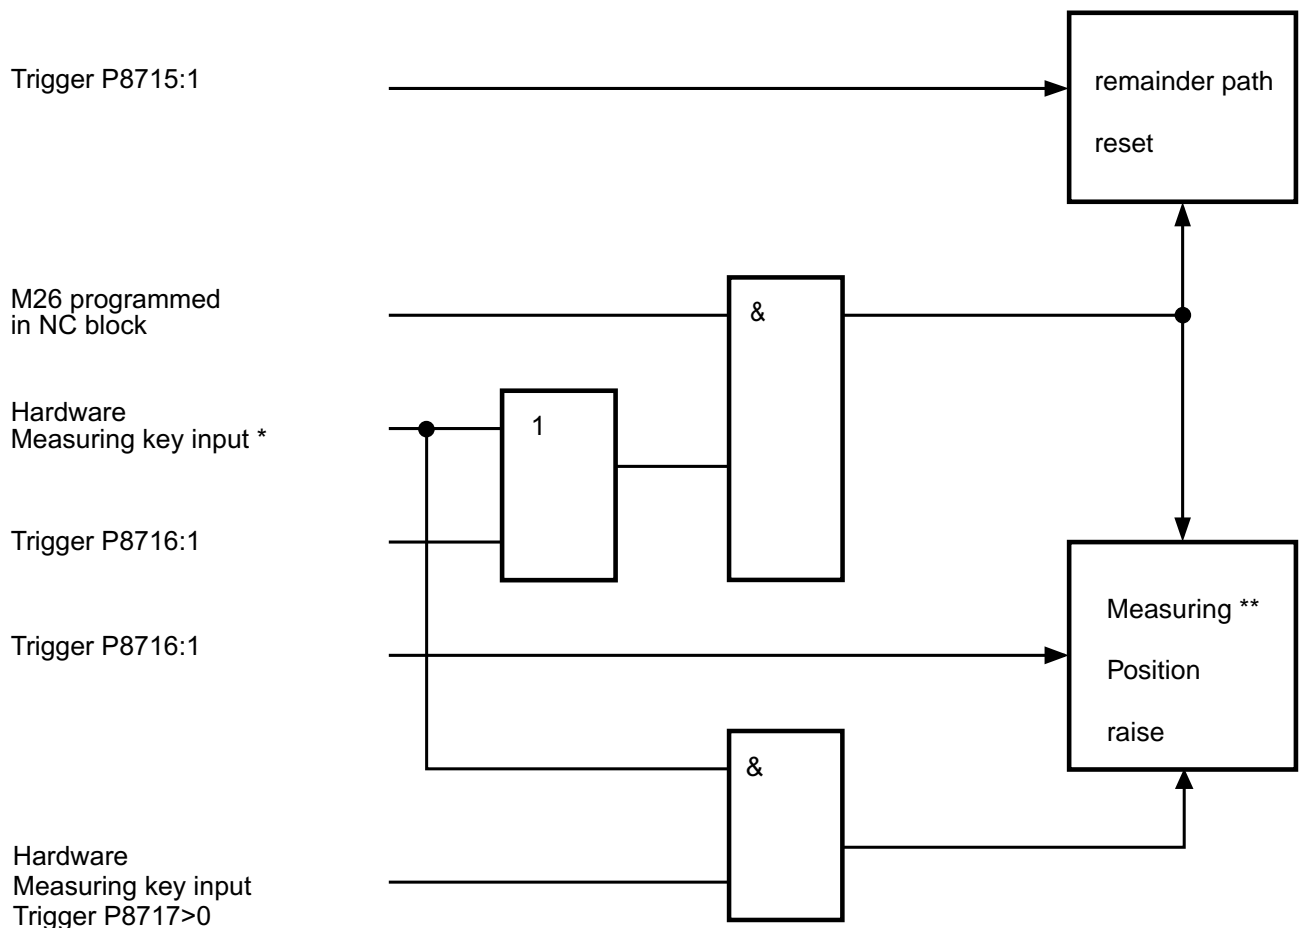 Trigger P8715:1
remainder path
reset
M26 programmed
in NC block
&
Hardware
Measuring key input *
1
Trigger P8716:1
Trigger P8716:1
Measuring **
Position
raise
&
Hardware
Measuring key input
Trigger P8717>0